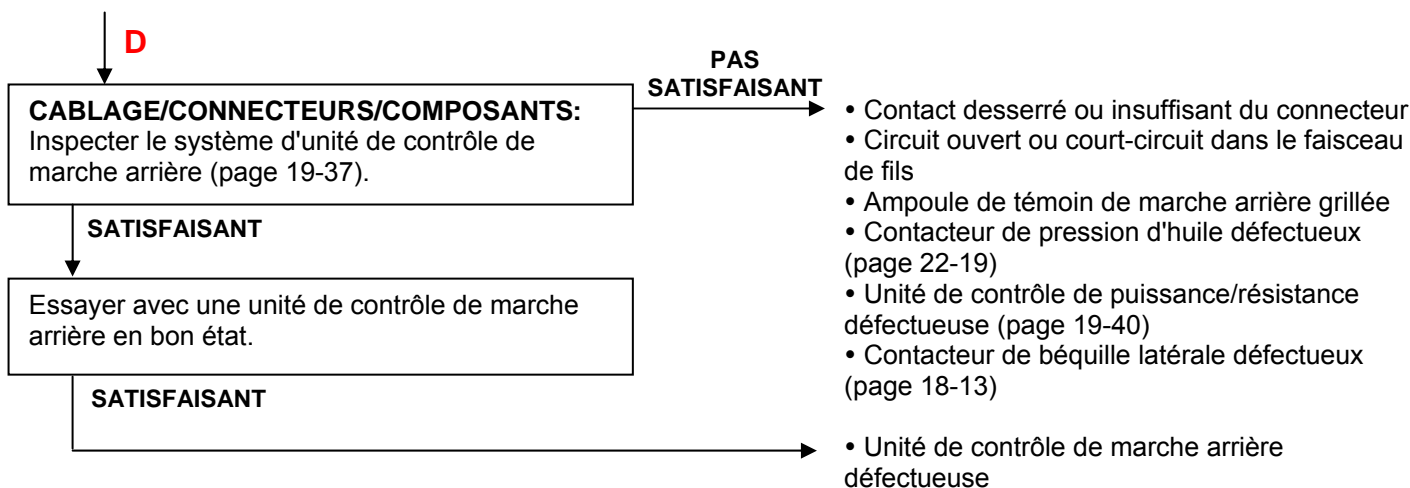 D
PAS
SATISFAISANT
CABLAGE/CONNECTEURS/COMPOSANTS:
Inspecter le système d'unité de contrôle de
marche arrière (page 19-37).
• Contact desserré ou insuffisant du connecteur
• Circuit ouvert ou court-circuit dans le faisceau
de fils
• Ampoule de témoin de marche arrière grillée
• Contacteur de pression d'huile défectueux
(page 22-19)
• Unité de contrôle de puissance/résistance
défectueuse (page 19-40)
• Contacteur de béquille latérale défectueux
(page 18-13)
SATISFAISANT
Essayer avec une unité de contrôle de marche
arrière en bon état.
SATISFAISANT
• Unité de contrôle de marche arrière
défectueuse